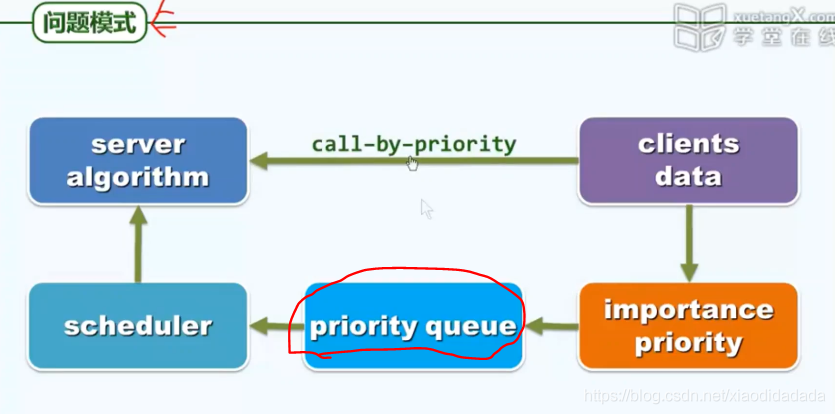 问题模式
xuetangX.com
学堂在线
server
algorithm
call-by-priority
clients
data
scheduler
priority queue
importance
priority
https://blog.csdn.net/xiaodidadada